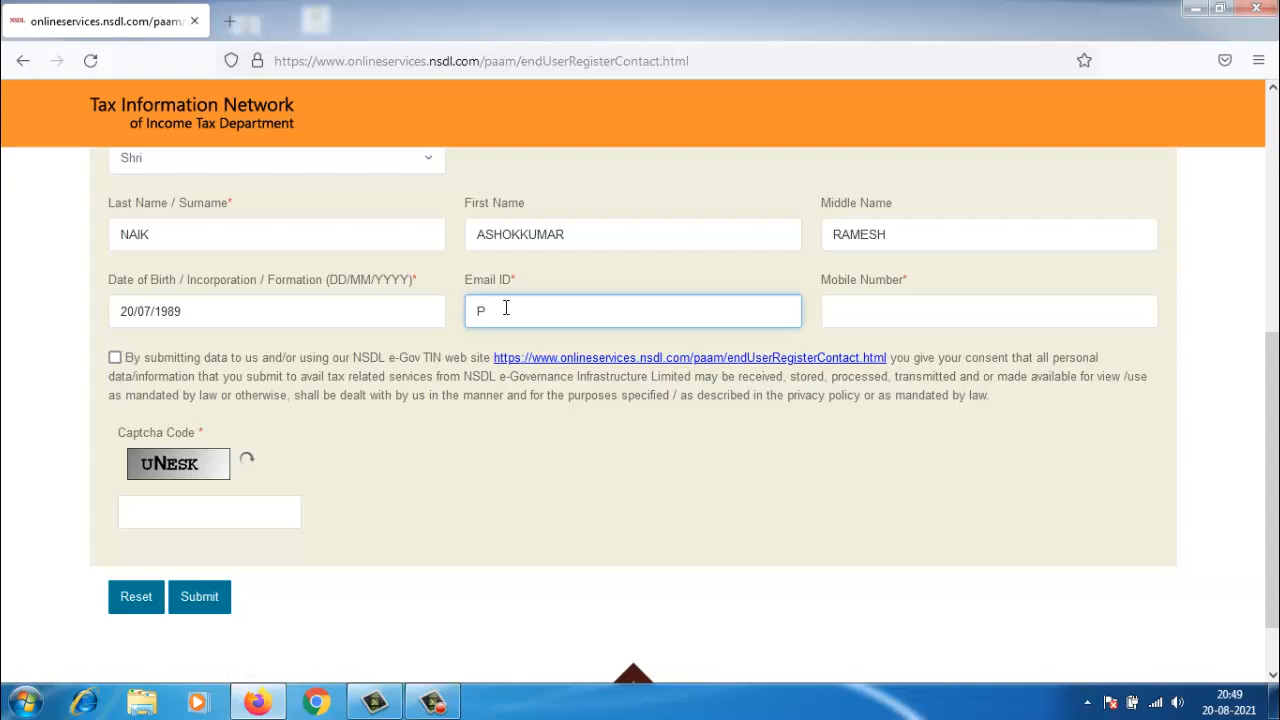 NSDL onlineservices.nsdl.com/paam/
https://www.onlineservices.nsdl.com/paam/endUserRegisterContact.html
Tax Information Network
of Income Tax Department
Shri
Last Name / Surname* First Name Middle Name
NAIK ASHOKKUMAR RAMESH
Date of Birth / Incorporation / Formation (DD/MM/YYYY)* Email ID* Mobile Number*
20/07/1989 P
By submitting data to us and/or using our NSDL e-Gov TIN web site https://www.onlineservices.nsdl.com/paam/endUserRegisterContact.html you give your consent that all personal
data/information that you submit to avail tax related services from NSDL e-Governance Infrastructure Limited may be received, stored, processed, transmitted and or made available for view /use
as mandated by law or otherwise, shall be dealt with by us in the manner and for the purposes specified / as described in the privacy policy or as mandated by law.
Captcha Code *
UNESK
Reset Submit
20:49
20-08-2021